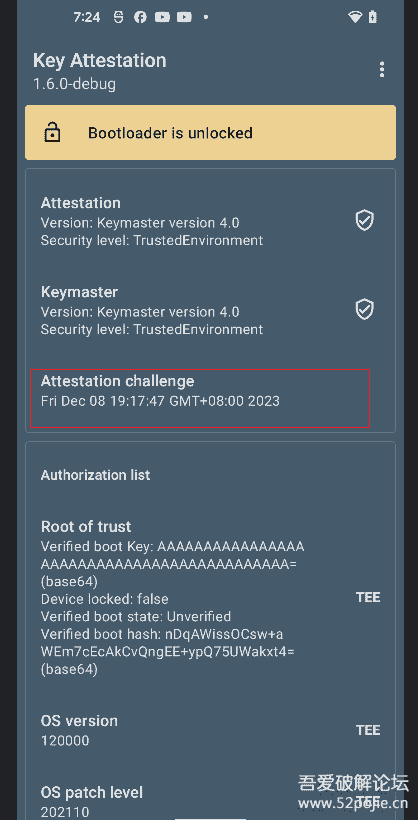 7:24
Key Attestation
1.6.0-debug
Bootloader is unlocked
Attestation
Version: Keymaster version 4.0
Security level: TrustedEnvironment
Keymaster
Version: Keymaster version 4.0
Security level: TrustedEnvironment
Attestation challenge
Fri Dec 08 19:17:47 GMT+08:00 2023
Authorization list
Root of trust
Verified boot Key: AAAAAAAAAAAAAAAA
AAAAAAAAAAAAAAAAAAAAAAAAAAA=
(base64)
Device locked: false
TEE
Verified boot state: Unverified
Verified boot hash: nDqAWissOCsw+a
WEm7cEcAkCvQngEE+ypQ75UWakxt4=
(base64)
OS version
TEE
120000
OS patch level
TEE
202110
吾爱破解论坛
www.52pojie.cn